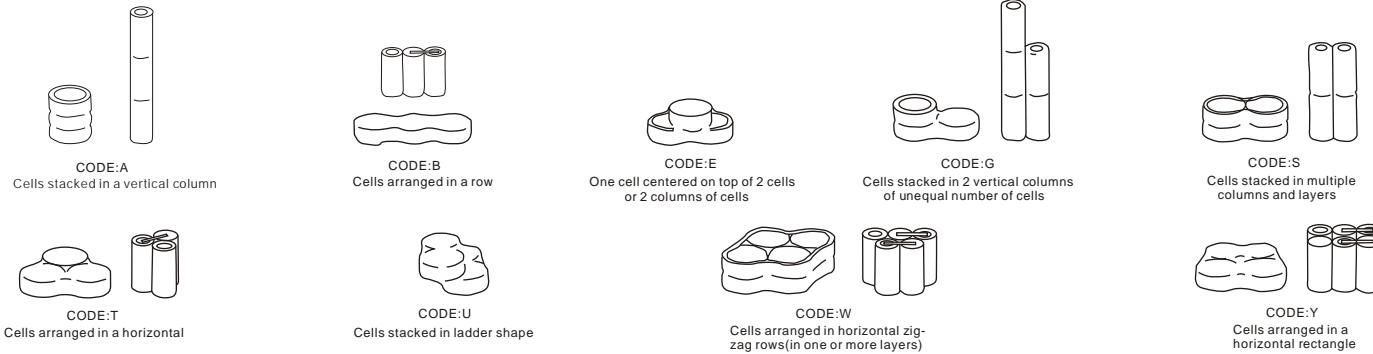 CODE:A
Cells stacked in a vertical column
CODE:B
Cells arranged in a row
CODE:E
One cell centered on top of 2 cells
or 2 columns of cells
CODE:G
Cells stacked in 2 vertical columns
of unequal number of cells
CODE:S
Cells stacked in multiple
columns and layers
CODE:T
Cells arranged in a horizontal
CODE:U
Cells stacked in ladder shape
CODE:W
Cells arranged in horizontal zig-
zag rows(in one or more layers)
CODE:Y
Cells arranged in a
horizontal rectangle